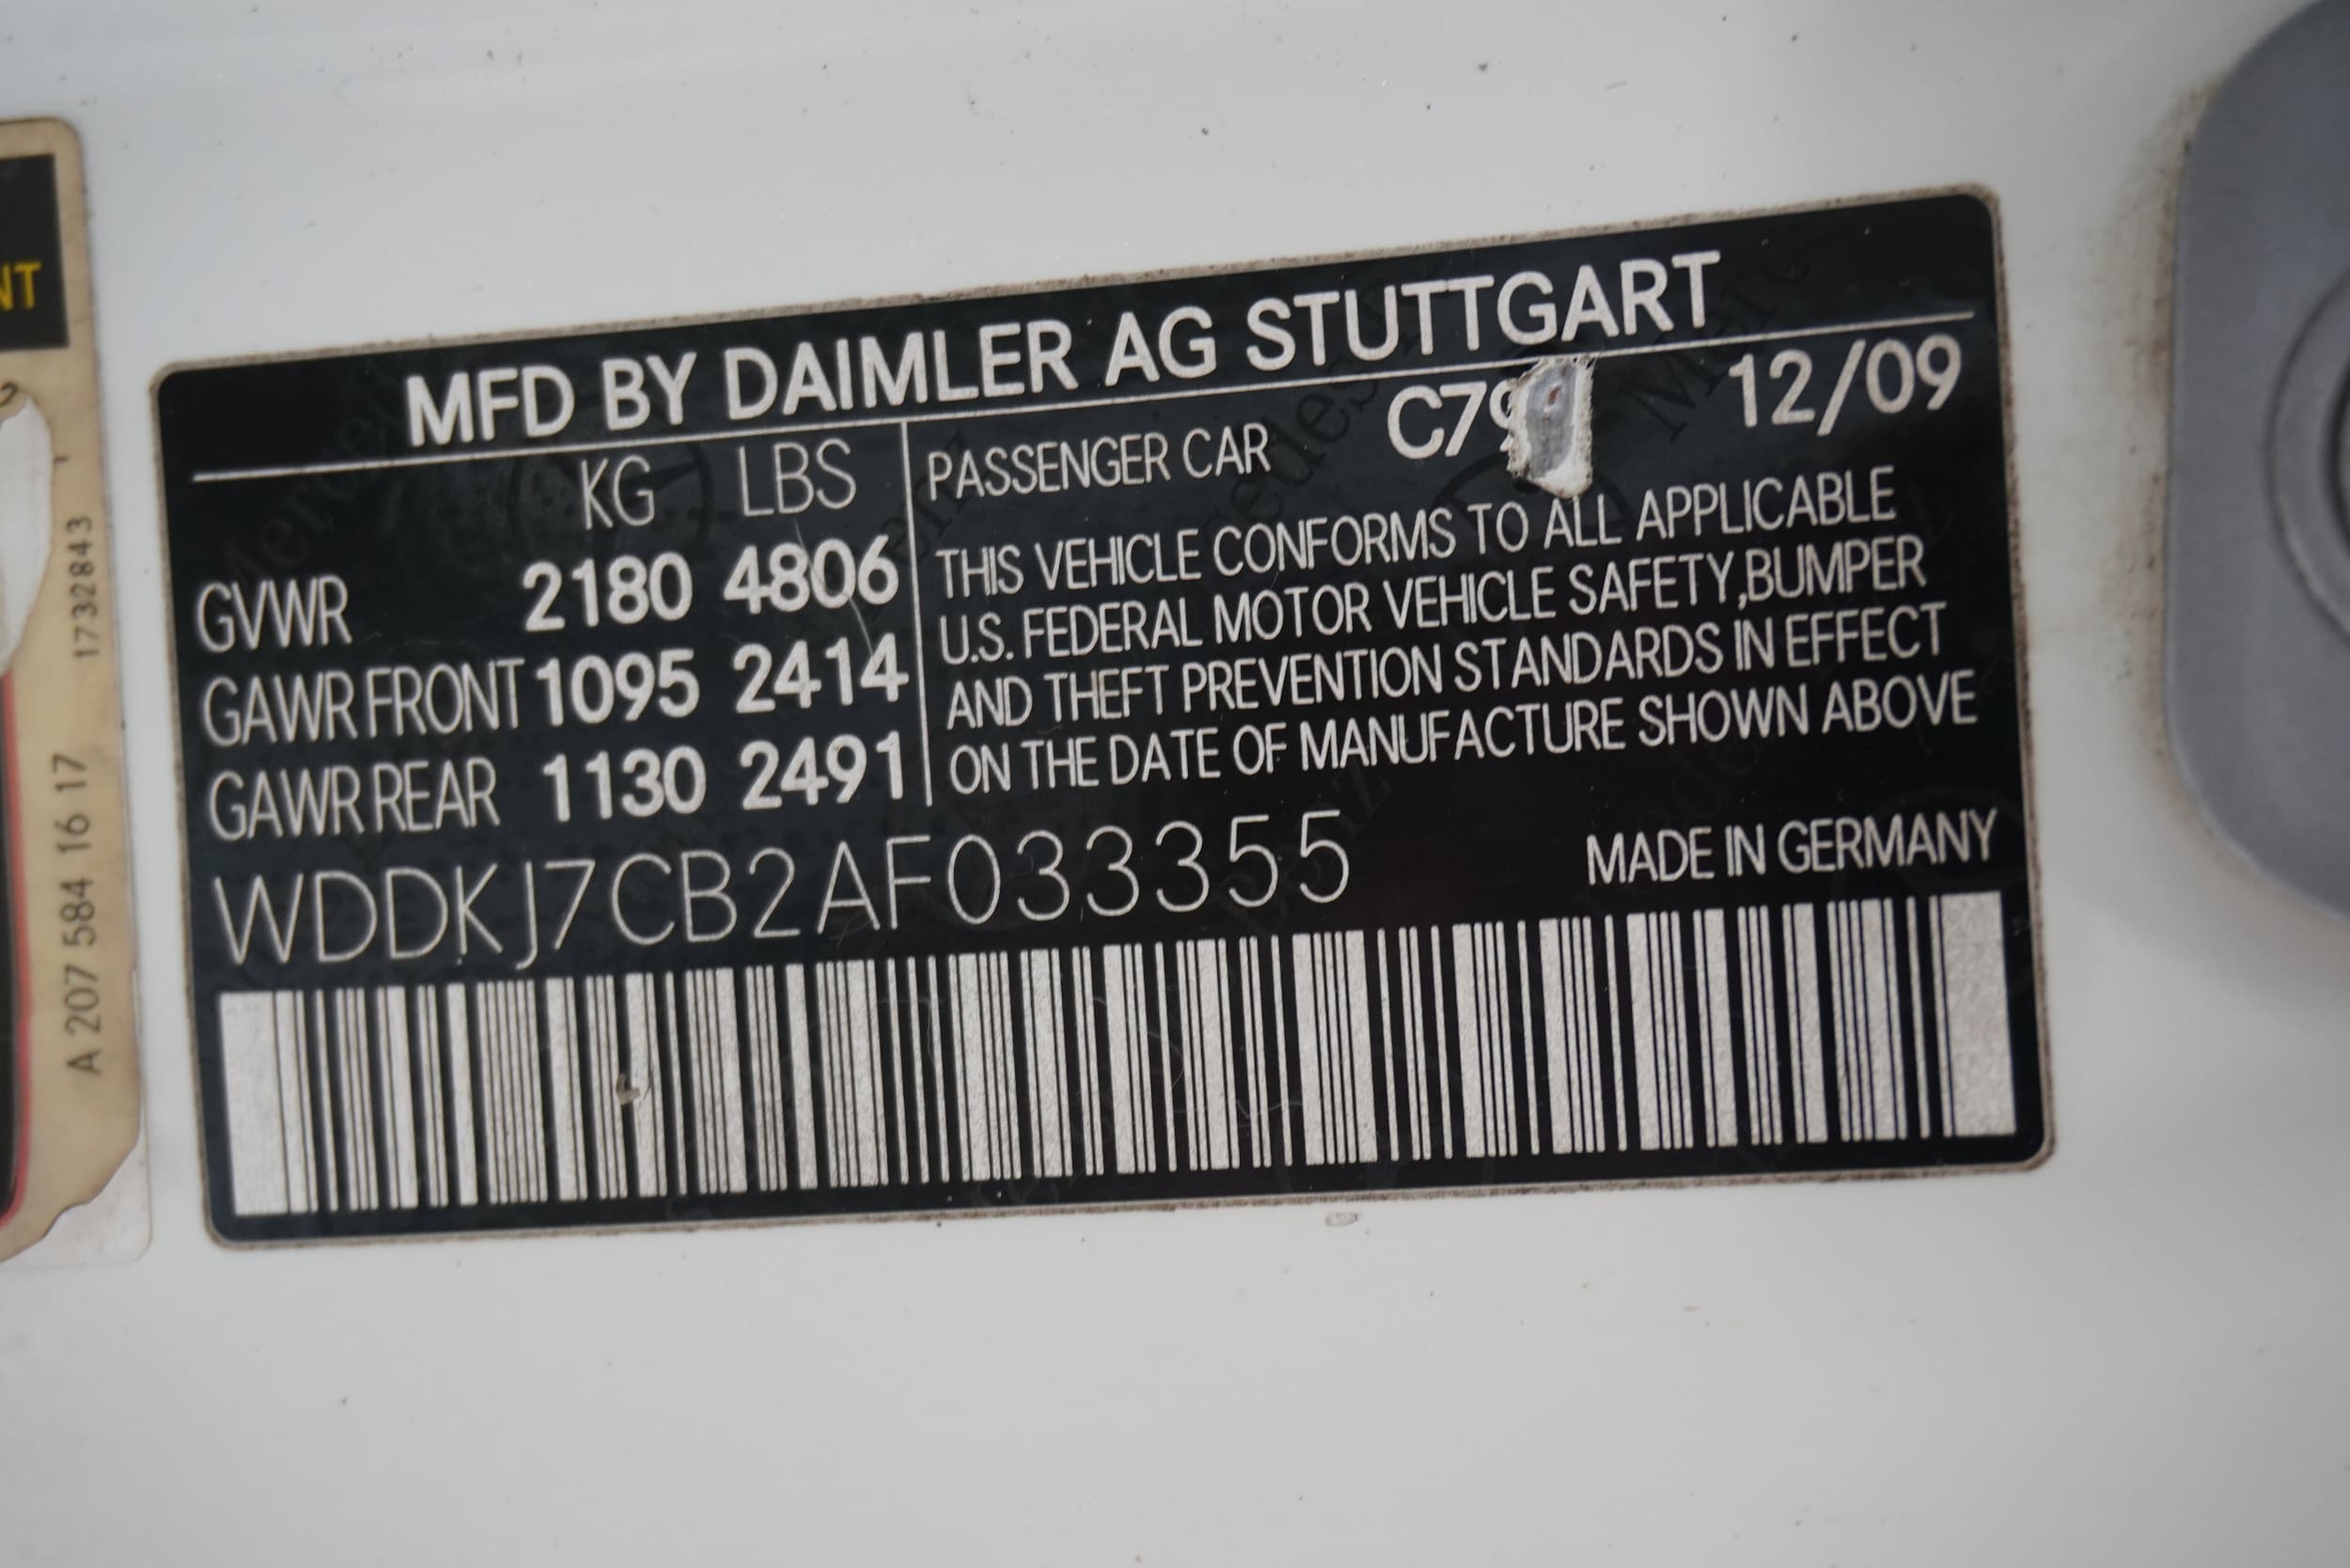 MFD BY DAIMLER AG STUTTGART
KG LBS
GVWR 2180 4806
GAWR FRONT 1095 2414
GAWR REAR 1130 2491
PASSENGER CAR 12/09
THIS VEHICLE CONFORMS TO ALL APPLICABLE
U.S. FEDERAL MOTOR VEHICLE SAFETY,BUMPER
AND THEFT PREVENTION STANDARDS IN EFFECT
ON THE DATE OF MANUFACTURE SHOWN ABOVE
WDDKJ7CB2AF033355
MADE IN GERMANY
A 207 584 16 17
1732843